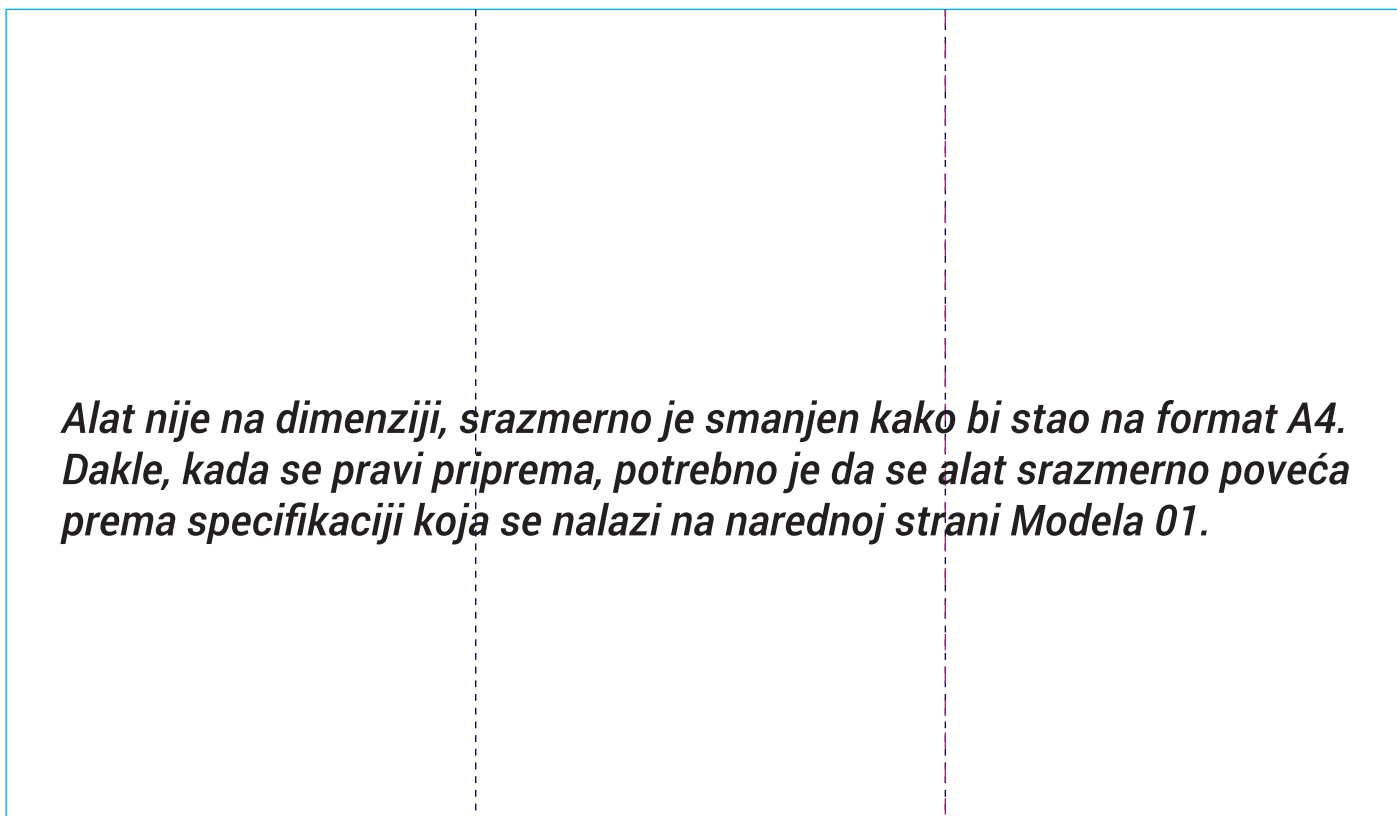 Alat nije na dimenziji, srazmerno je smanjen kako bi stao na format A4.
Dakle, kada se pravi priprema, potrebno je da se alat srazmerno poveća
prema specifikaciji koja se nalazi na narednoj strani Modela 01.